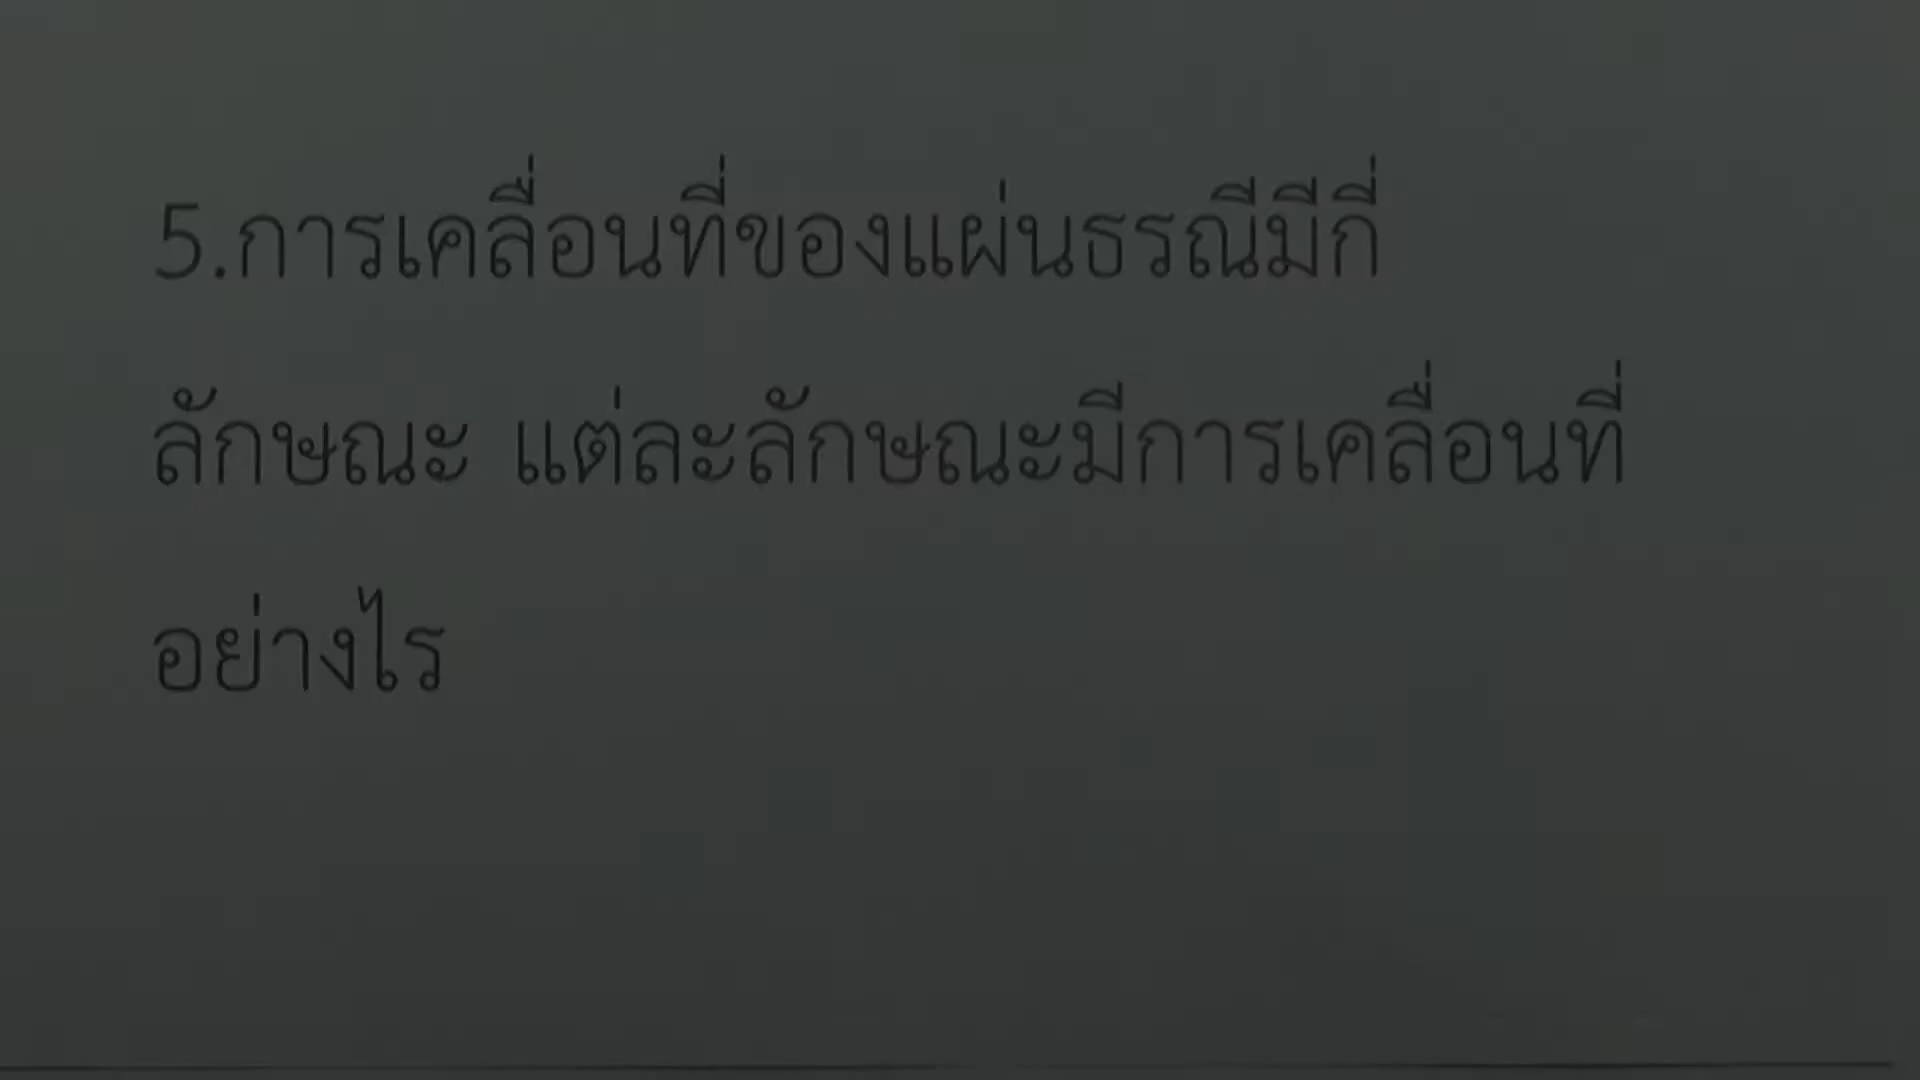 5.การเคลื่อนที่ของแผ่นธรณีมีกี่
ลักษณะ แต่ละลักษณะมีการเคลื่อนที่
อย่างไร